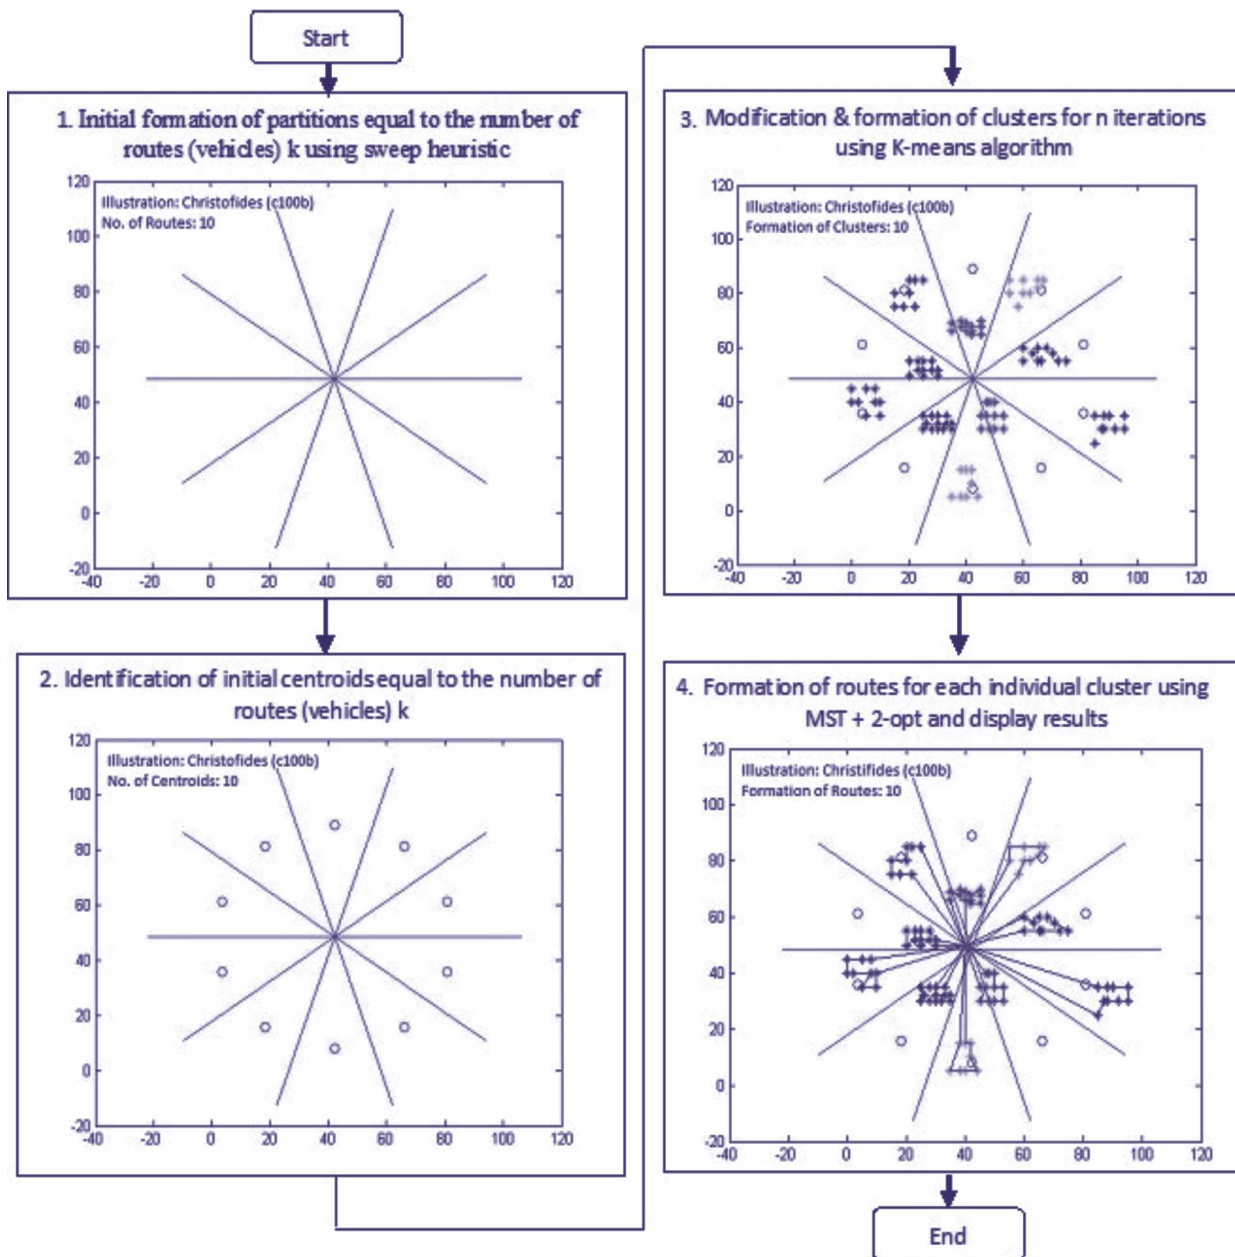 Start
1. Initial formation of partitions equal to the number of
routes (vehicles) k using sweep heuristic
Illustration: Christofides (c100b)
No. of Routes: 10
120
100
80
60
40
20
0
-20
-40 -20 0 20 40 60 80 100 120
2. Identification of initial centroids equal to the number of
routes (vehicles) k
Illustration: Christofides (c100b)
No. of Centroids: 10
120
100
80
60
40
20
0
-20
-40 -20 0 20 40 60 80 100 120
3. Modification & formation of clusters for n iterations
using K-means algorithm
Illustration: Christofides (c100b)
Formation of Clusters: 10
120
100
80
60
40
20
0
-20
-40 -20 0 20 40 60 80 100 120
4. Formation of routes for each individual cluster using
MST + 2-opt and display results
Illustration: Christifides (c100b)
Formation of Routes: 10
120
100
80
60
40
20
0
-20
-40 -20 0 20 40 60 80 100 120
End